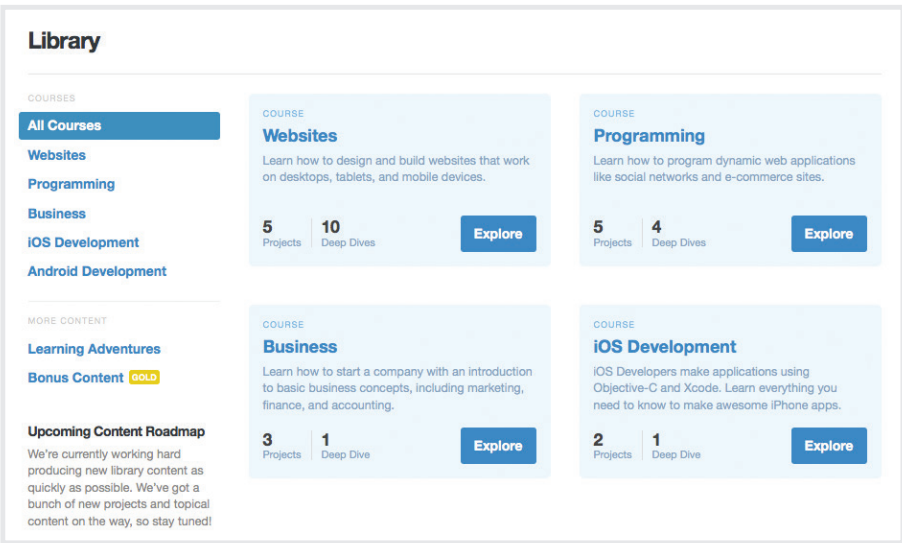 Library
COURSES
All Courses
Websites
Programming
Business
iOS Development
Android Development
MORE CONTENT
Learning Adventures
Bonus Content GOLD
Upcoming Content Roadmap
We're currently working hard
producing new library content as
quickly as possible. We've got a
bunch of new projects and topical
content on the way, so stay tuned!
COURSE
Websites
Learn how to design and build websites that work
on desktops, tablets, and mobile devices.
5 Projects
10 Deep Dives
Explore
COURSE
Programming
Learn how to program dynamic web applications
like social networks and e-commerce sites.
5 Projects
4 Deep Dives
Explore
COURSE
Business
Learn how to start a company with an introduction
to basic business concepts, including marketing,
finance, and accounting.
3 Projects
1 Deep Dive
Explore
COURSE
iOS Development
iOS Developers make applications using
Objective-C and Xcode. Learn everything you
need to know to make awesome iPhone apps.
2 Projects
1 Deep Dive
Explore